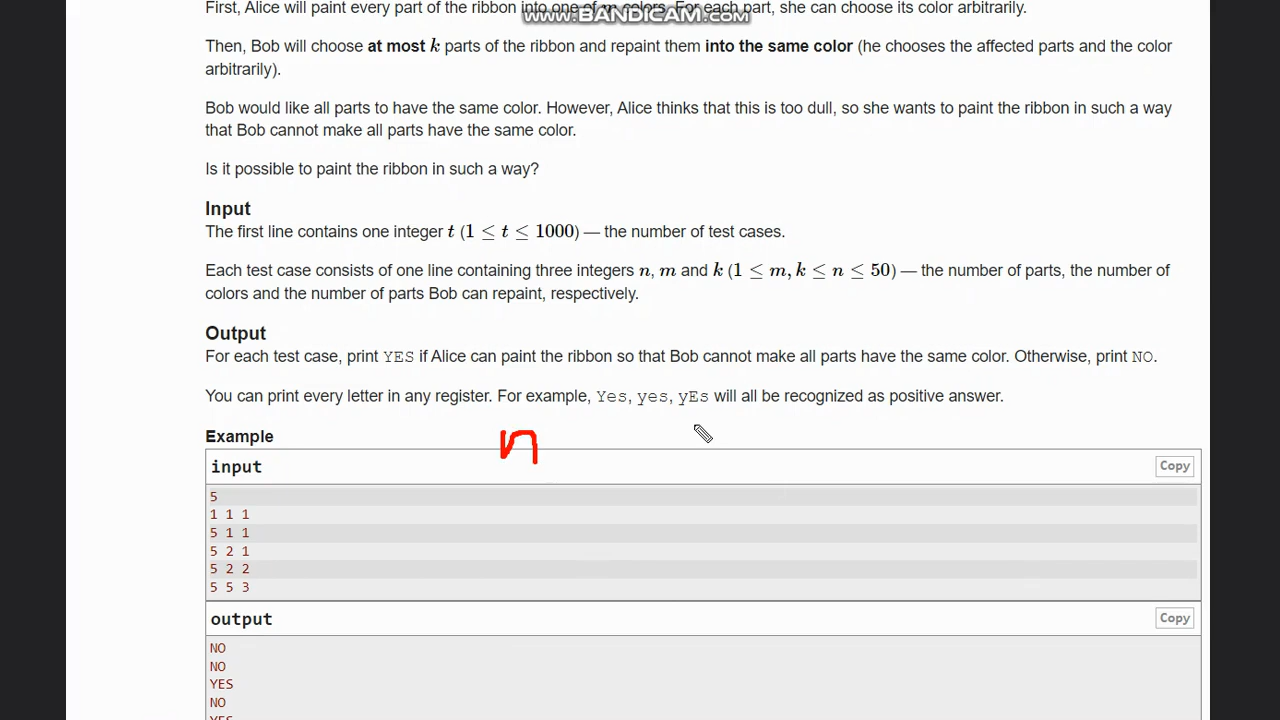 First, Alice will paint every part of the ribbon into one of m colors. For each part, she can choose its color arbitrarily.
www.BANDICAM.com
Then, Bob will choose at most k parts of the ribbon and repaint them into the same color (he chooses the affected parts and the color
arbitrarily).
Bob would like all parts to have the same color. However, Alice thinks that this is too dull, so she wants to paint the ribbon in such a way
that Bob cannot make all parts have the same color.
Is it possible to paint the ribbon in such a way?
Input
The first line contains one integer t (1 ≤ t ≤ 1000) — the number of test cases.
Each test case consists of one line containing three integers n, m and k (1 ≤ m, k ≤ n ≤ 50) — the number of parts, the number of
colors and the number of parts Bob can repaint, respectively.
Output
For each test case, print YES if Alice can paint the ribbon so that Bob cannot make all parts have the same color. Otherwise, print NO.
You can print every letter in any register. For example, Yes, yes, yEs will all be recognized as positive answer.
Example
n
input
Copy
5
1 1 1
5 1 1
5 2 1
5 2 2
5 5 3
output
Copy
NO
NO
YES
NO
YES